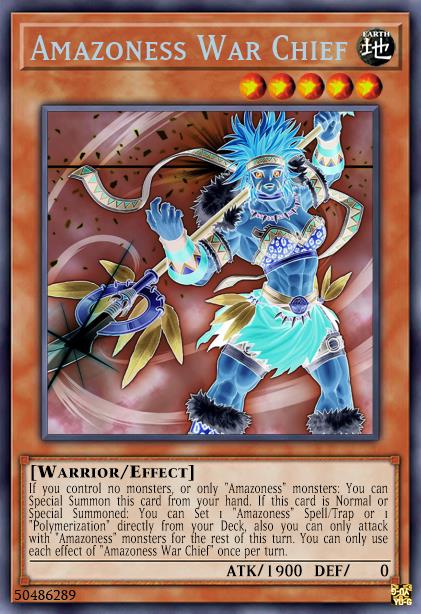 Amazoness War Chief
EARTH
地
[Warrior/Effect]
If you control no monsters, or only "Amazoness" monsters: You can
Special Summon this card from your hand. If this card is Normal or
Special Summoned: You can Set 1 "Amazoness" Spell/Trap or 1
"Polymerization" directly from your Deck, also you can only attack
with "Amazoness" monsters for the rest of this turn. You can only use
each effect of "Amazoness War Chief" once per turn.
ATK/1900 DEF/ 0
50486289